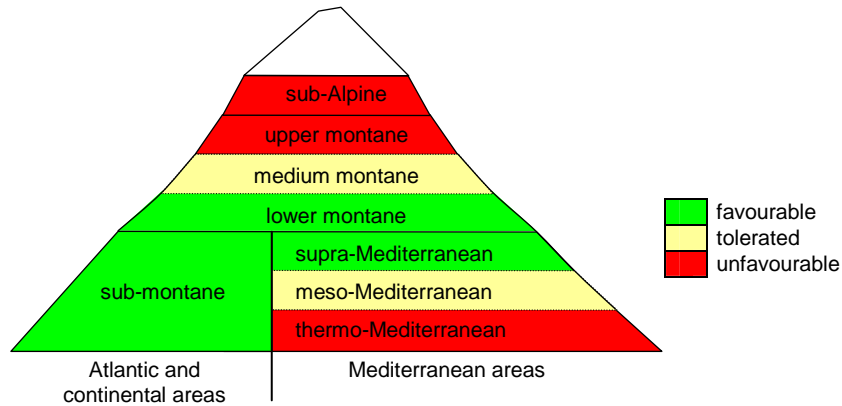 sub-Alpine
upper montane
medium montane
lower montane
sub-montane
supra-Mediterranean
meso-Mediterranean
thermo-Mediterranean
Atlantic and
continental areas
Mediterranean areas
favourable
tolerated
unfavourable